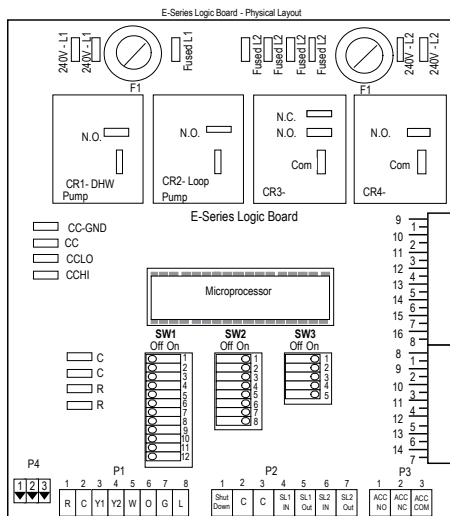 E-Series Logic Board - Physical Layout
240V - L1
240V - L1
Fused L1
Fused L2
Fused L2
Fused L2
Fused L2
240V - L2
240V - L2
F1
F1
N.O.
CR1- DHW
Pump
N.O.
CR2- Loop
Pump
N.C.
N.O.
Com
CR3-
N.O.
Com
CR4-
E-Series Logic Board
CC-GND
CC
CCLO
CCHI
Microprocessor
9
1
10
2
11
3
12
4
13
5
14
6
15
7
16
8
8
1
9
2
10
3
11
4
12
5
13
6
14
7
SW1
Off On
1
2
3
4
5
6
7
8
9
10
11
12
SW2
Off On
1
2
3
4
5
6
7
8
SW3
Off On
1
2
3
4
5
C
C
R
R
P4
1 2 3
P1
1 2 3 4 5 6 7 8
R C Y1 Y2 W O G L
P2
1 2 3 4 5 6 7
Shut Down C C SL1 IN SL1 Out SL2 IN SL2 Out
P3
1 2 3
ACC NO ACC NC ACC COM